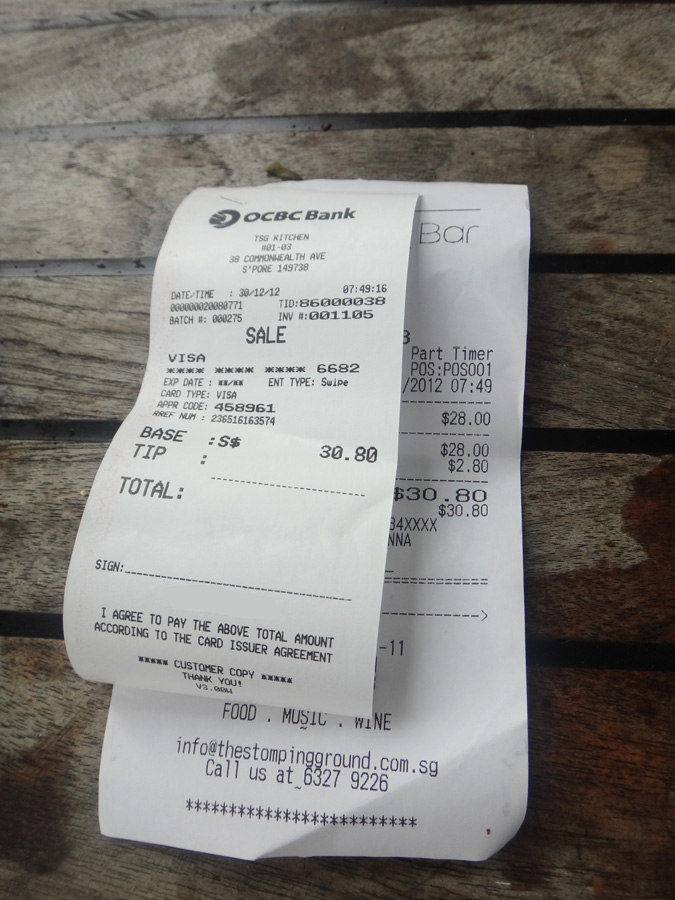 OCBC Bank
TSG KITCHEN
#01-03
38 COMMONWEALTH AVE
S'PORE 149738
DATE/TIME : 30/12/12 07:49:16
000000020080771 TID:86000038
BATCH #: 000275 INV #:001105
SALE
VISA
**** **** **** 6682
EXP DATE : **/** ENT TYPE: Swipe
CARD TYPE: VISA
APPR CODE: 458961
RREF NUM : 236516163574
BASE :S$ 30.80
TIP :
TOTAL:
SIGN:
I AGREE TO PAY THE ABOVE TOTAL AMOUNT
ACCORDING TO THE CARD ISSUER AGREEMENT
***** CUSTOMER COPY *****
THANK YOU!
Bar
Part Timer
POS:POS001
/2012 07:49
$28.00
$28.00
$2.80
$30.80
$30.80
34XXXX
NNA
-11
FOOD . MUSIC . WINE
info@thestompingground.com.sg
Call us at 6327 9226
*************************